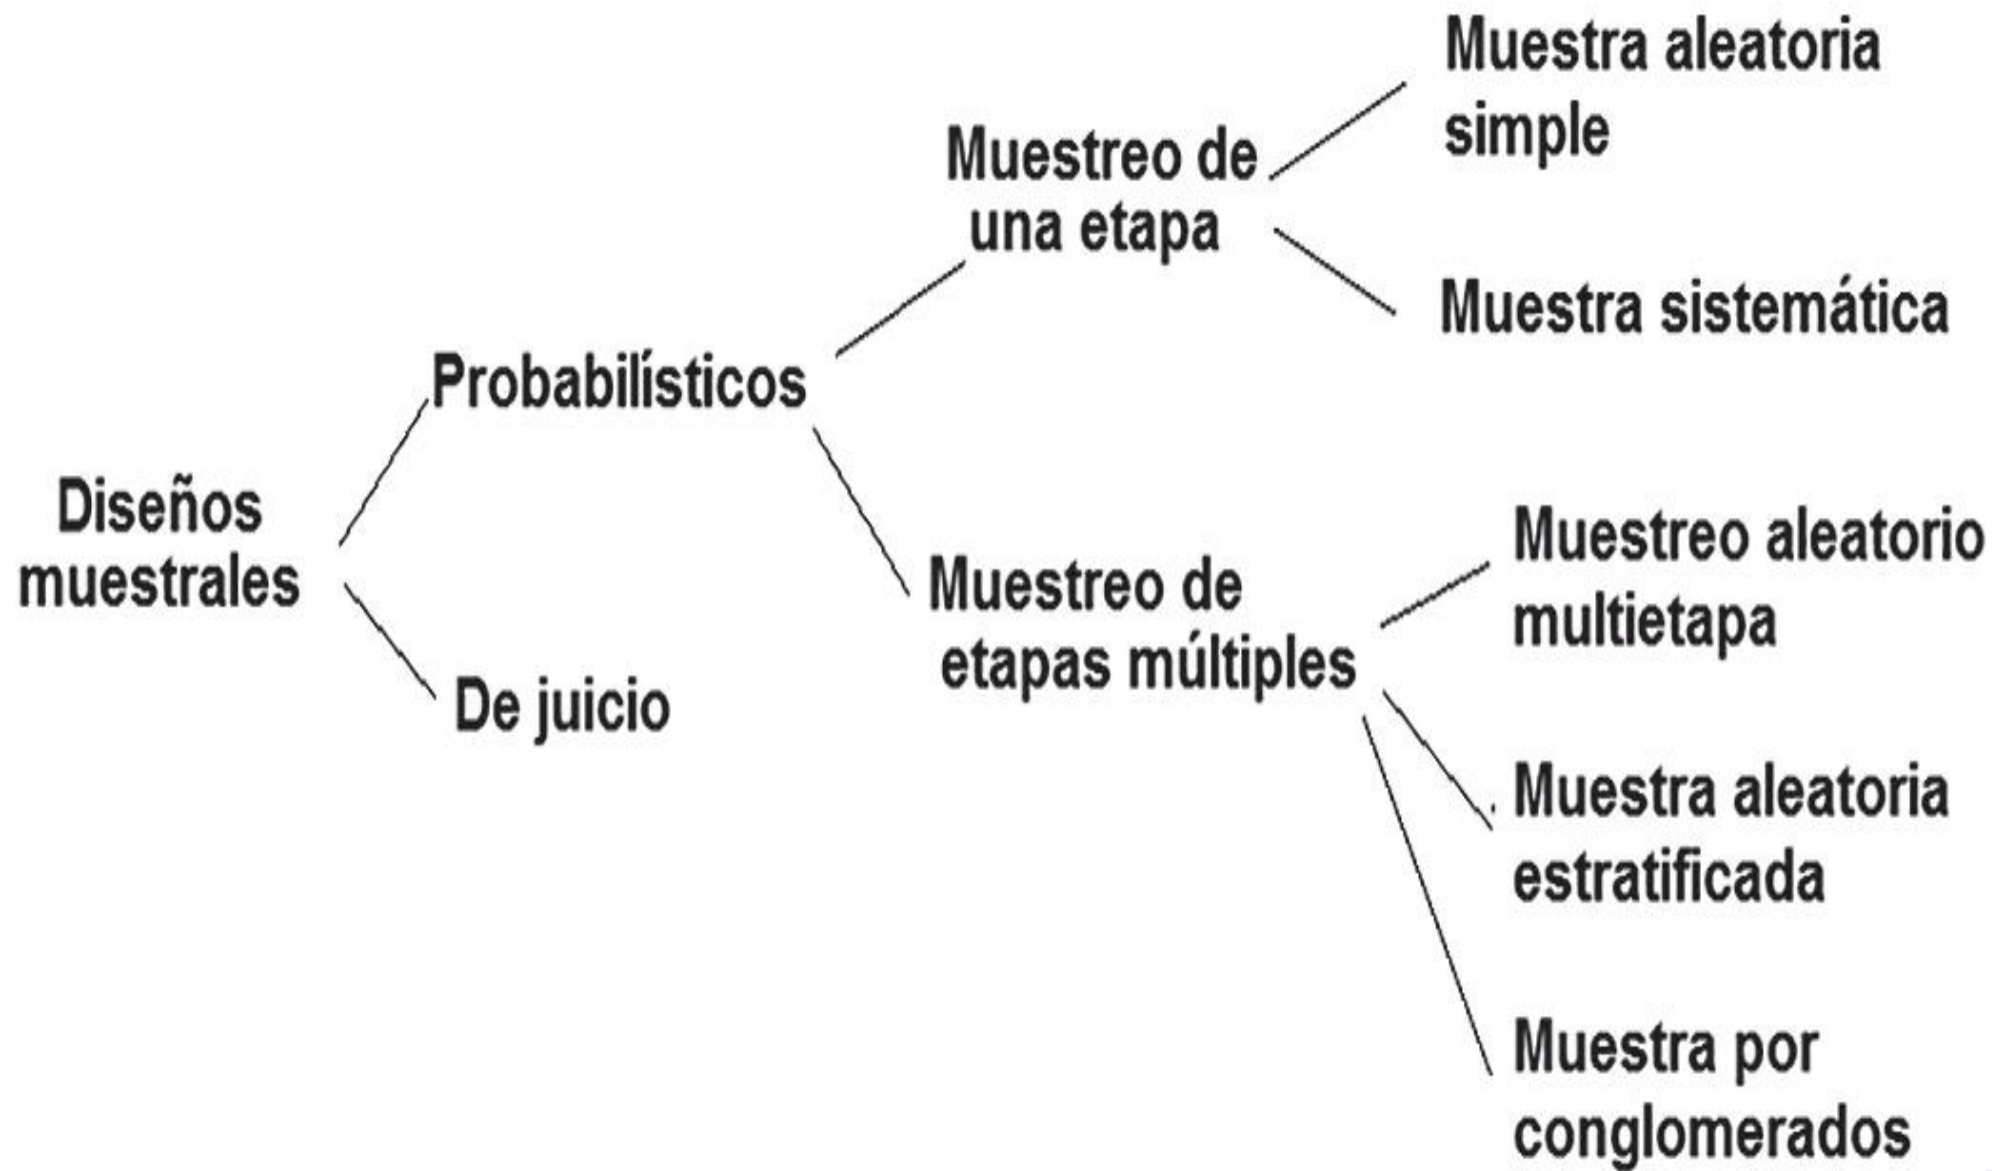 Diseños
muestrales
Probabilísticos
De juicio
Muestreo de
una etapa
Muestreo de
etapas múltiples
Muestra aleatoria
simple
Muestra sistemática
Muestreo aleatorio
multietapa
Muestra aleatoria
estratificada
Muestra por
conglomerados